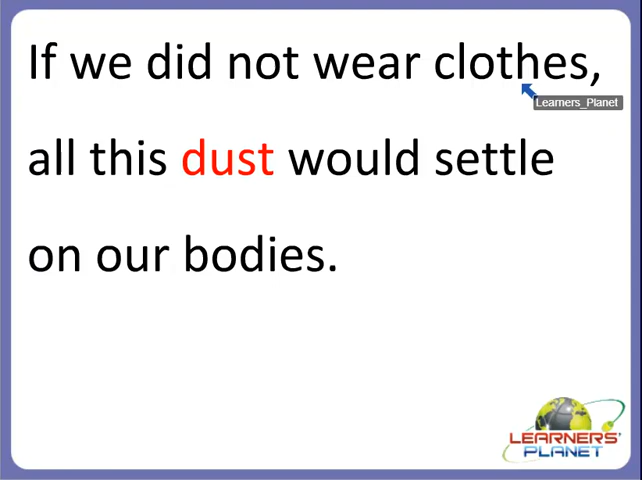 If we did not wear clothes,
Learners_Planet
all this dust would settle
on our bodies.
LEARNERS'
PLANET